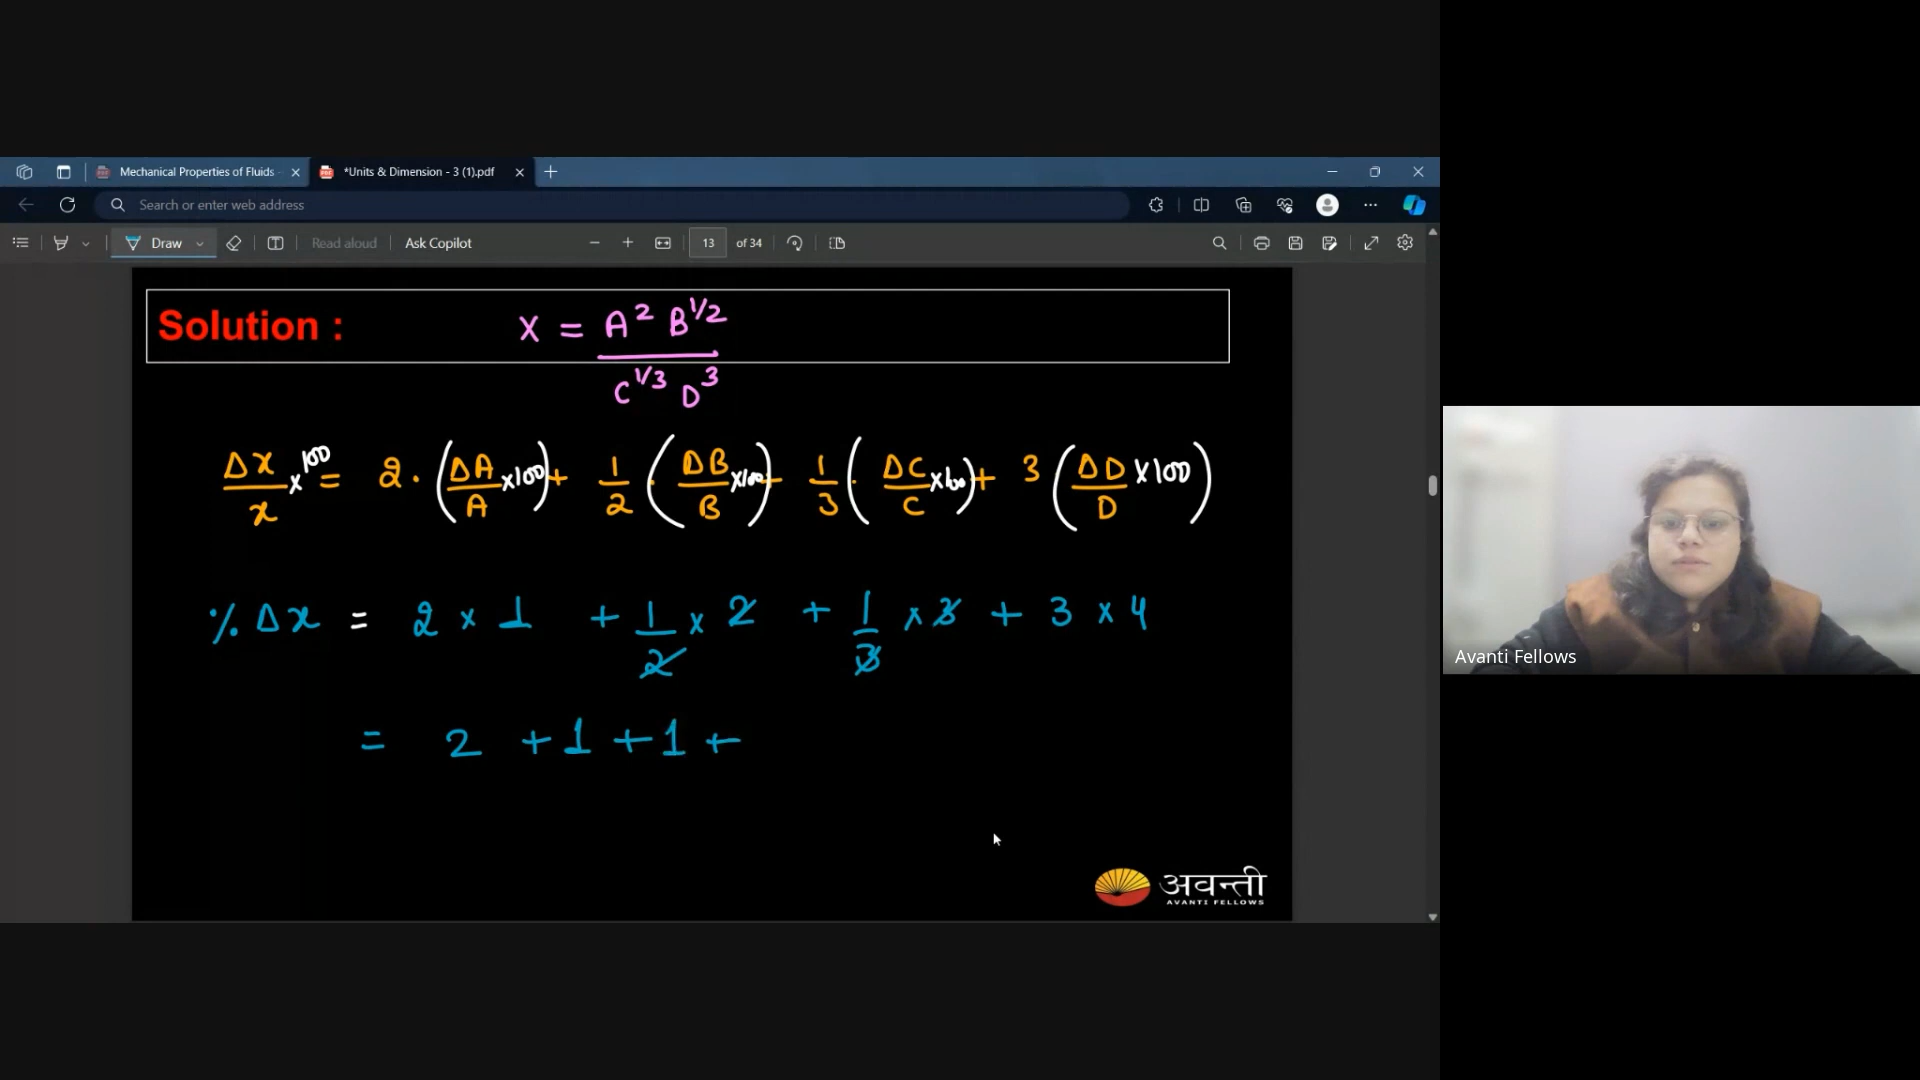 Mechanical Properties of Fluids
*Units & Dimension - 3 (1).pdf
Search or enter web address
Draw
Read aloud
Ask Copilot
13 of 34
Solution :
X = A² B^1/2 / C^1/3 D³
Δx/x ×100 = 2 · (ΔA/A ×100) + 1/2 · (ΔB/B ×100) + 1/3 · (ΔC/C ×100) + 3 (ΔD/D ×100)
% Δx = 2 × 1 + 1/2 × 2 + 1/3 × 3 + 3 × 4
= 2 + 1 + 1 +
अवन्ती
AVANTI FELLOWS
Avanti Fellows